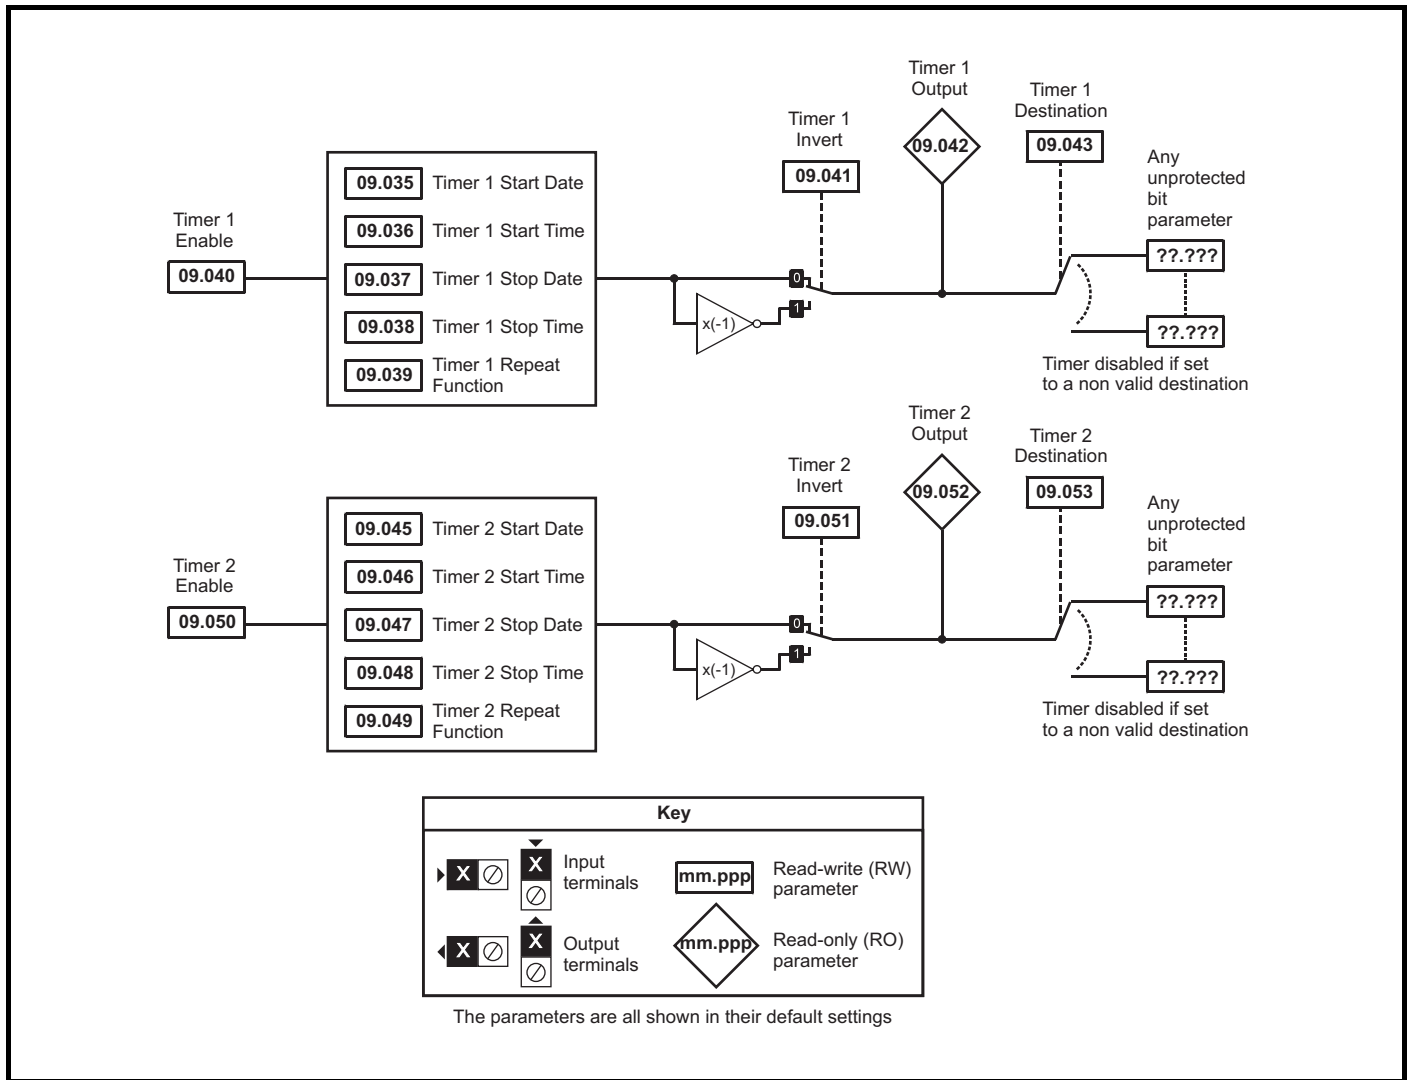 Timer 1
Enable
09.040
09.035 Timer 1 Start Date
09.036 Timer 1 Start Time
09.037 Timer 1 Stop Date
09.038 Timer 1 Stop Time
09.039 Timer 1 Repeat
Function
x(-1)
0
1
Timer 1
Invert
09.041
Timer 1
Output
09.042
Timer 1
Destination
09.043
Any
unprotected
bit
parameter
??.???
??.???
Timer disabled if set
to a non valid destination
Timer 2
Enable
09.050
09.045 Timer 2 Start Date
09.046 Timer 2 Start Time
09.047 Timer 2 Stop Date
09.048 Timer 2 Stop Time
09.049 Timer 2 Repeat
Function
x(-1)
0
1
Timer 2
Invert
09.051
Timer 2
Output
09.052
Timer 2
Destination
09.053
Any
unprotected
bit
parameter
??.???
??.???
Timer disabled if set
to a non valid destination
Key
X
X
Input
terminals
mm.ppp
Read-write (RW)
parameter
X
X
Output
terminals
mm.ppp
Read-only (RO)
parameter
The parameters are all shown in their default settings